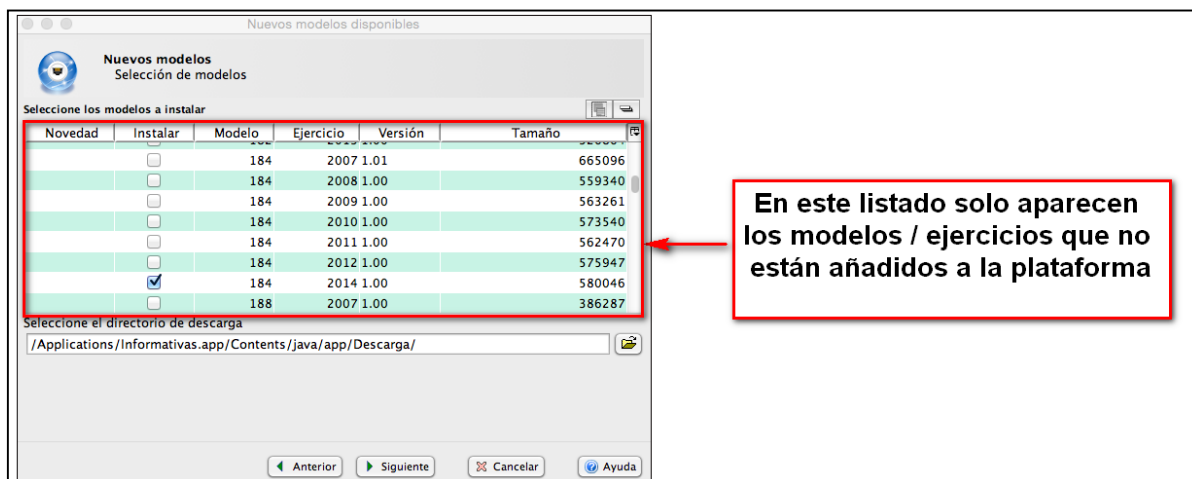 Nuevos modelos disponibles
Nuevos modelos
Selección de modelos
Seleccione los modelos a instalar
Novedad Instalar Modelo Ejercicio Versión Tamaño
184 2007 1.01 665096
184 2008 1.00 559340
184 2009 1.00 563261
184 2010 1.00 573540
184 2011 1.00 562470
184 2012 1.00 575947
184 2014 1.00 580046
188 2007 1.00 386287
Seleccione el directorio de descarga
/Applications/Informativas.app/Contents/java/app/Descarga/
Anterior Siguiente Cancelar Ayuda
En este listado solo aparecen
los modelos / ejercicios que no
están añadidos a la plataforma